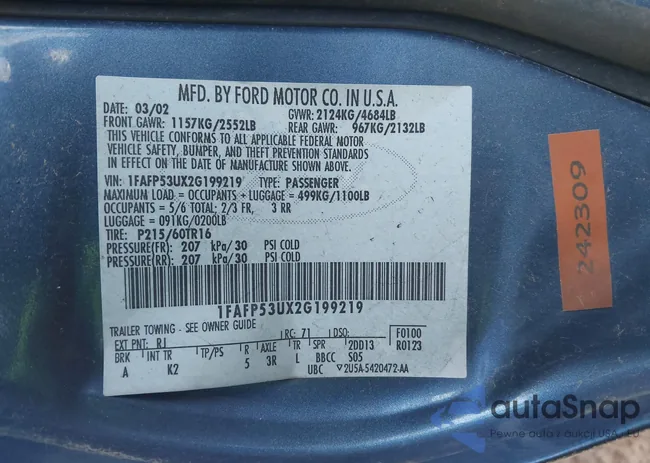 MFD. BY FORD MOTOR CO. IN U.S.A.
DATE: 03/02 GVWR: 2124KG/4684LB
FRONT GAWR: 1157KG/2552LB REAR GAWR: 967KG/2132LB
THIS VEHICLE CONFORMS TO ALL APPLICABLE FEDERAL MOTOR
VEHICLE SAFETY, BUMPER, AND THEFT PREVENTION STANDARDS
IN EFFECT ON THE DATE OF MANUFACTURE SHOWN ABOVE.
VIN: 1FAFP53UX2G199219 TYPE: PASSENGER
MAXIMUM LOAD = OCCUPANTS + LUGGAGE = 499KG/1100LB
OCCUPANTS = 5/6 TOTAL: 2/3 FR, 3 RR
LUGGAGE = 091KG/0200LB
TIRE: P215/60TR16
PRESSURE(FR): 207 kPa/30 PSI COLD
PRESSURE(RR): 207 kPa/30 PSI COLD
1FAFP53UX2G199219
TRAILER TOWING - SEE OWNER GUIDE
EXT PNT: RJ RC: 71 DSO: F0100
BRK INT TR TP/PS R AXLE TR SPR 2DD13 R0123
A K2 5 3R L BBCC S05
UBC ▽2U5A-5420472-AA
242309
autoSnap
Pewne auta z aukcji USA, EU